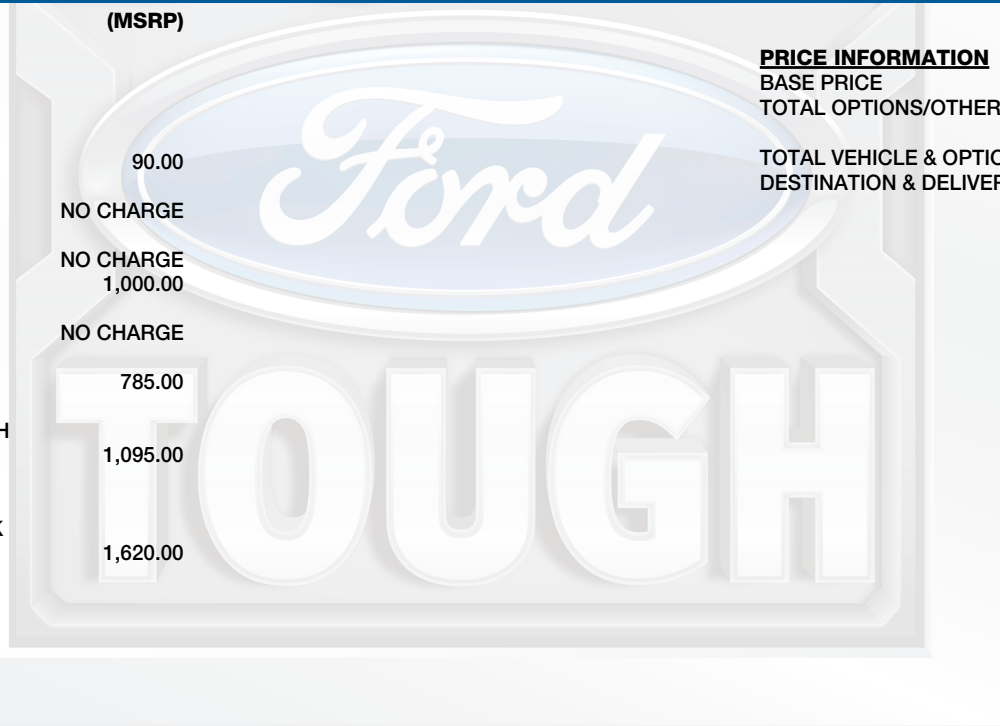 (MSRP)
90.00
NO CHARGE
NO CHARGE
1,000.00
NO CHARGE
785.00
H
1,095.00
K
1,620.00
PRICE INFORMATION
BASE PRICE
TOTAL OPTIONS/OTHER
TOTAL VEHICLE & OPTIO
DESTINATION & DELIVER
Ford
TOUGH